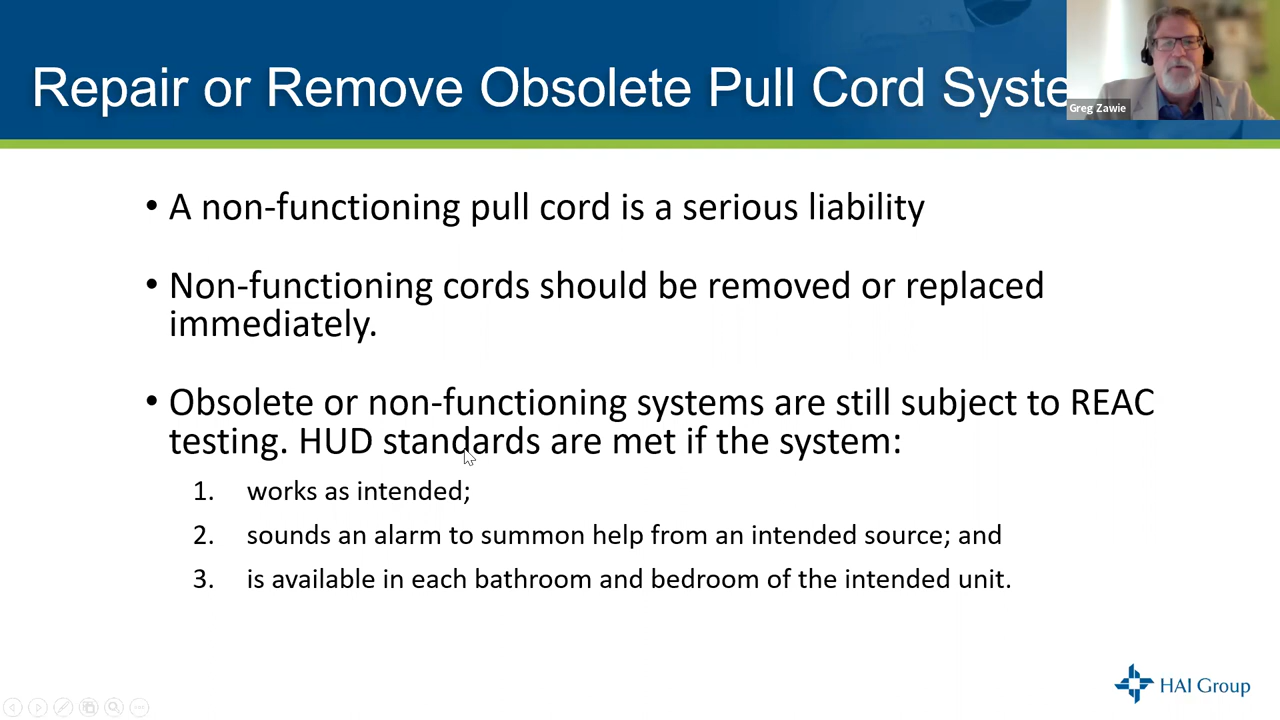 Repair or Remove Obsolete Pull Cord Syste
Greg Zawie
• A non-functioning pull cord is a serious liability
• Non-functioning cords should be removed or replaced
immediately.
• Obsolete or non-functioning systems are still subject to REAC
testing. HUD standards are met if the system:
1. works as intended;
2. sounds an alarm to summon help from an intended source; and
3. is available in each bathroom and bedroom of the intended unit.
HAI Group